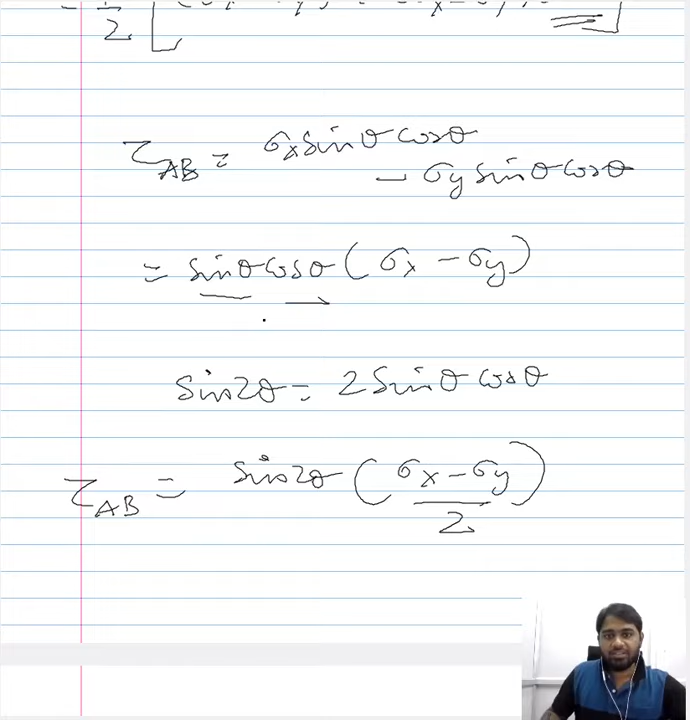 2
τAB = σx sinθ cosθ
− σy sinθ cosθ
= sinθ cosθ (σx − σy)
sin2θ = 2 sinθ cosθ
τAB = sin2θ (σx − σy)
2